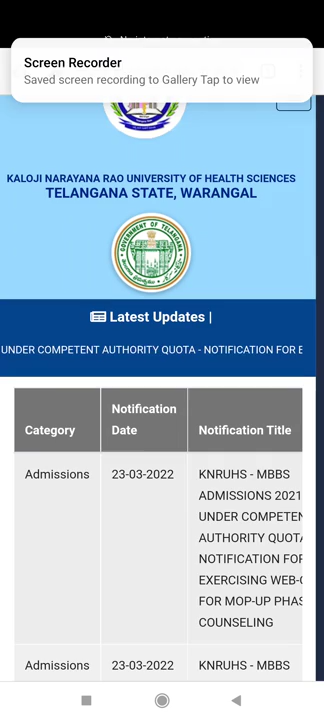 Screen Recorder
Saved screen recording to Gallery Tap to view
KALOJI NARAYANA RAO UNIVERSITY OF HEALTH SCIENCES
TELANGANA STATE, WARANGAL
GOVERNMENT OF TELANGANA
Latest Updates |
UNDER COMPETENT AUTHORITY QUOTA - NOTIFICATION FOR E
Category
Notification Date
Notification Title
Admissions
23-03-2022
KNRUHS - MBBS
ADMISSIONS 2021
UNDER COMPETEN
AUTHORITY QUOTA
NOTIFICATION FOR
EXERCISING WEB-
FOR MOP-UP PHAS
COUNSELING
Admissions
23-03-2022
KNRUHS - MBBS